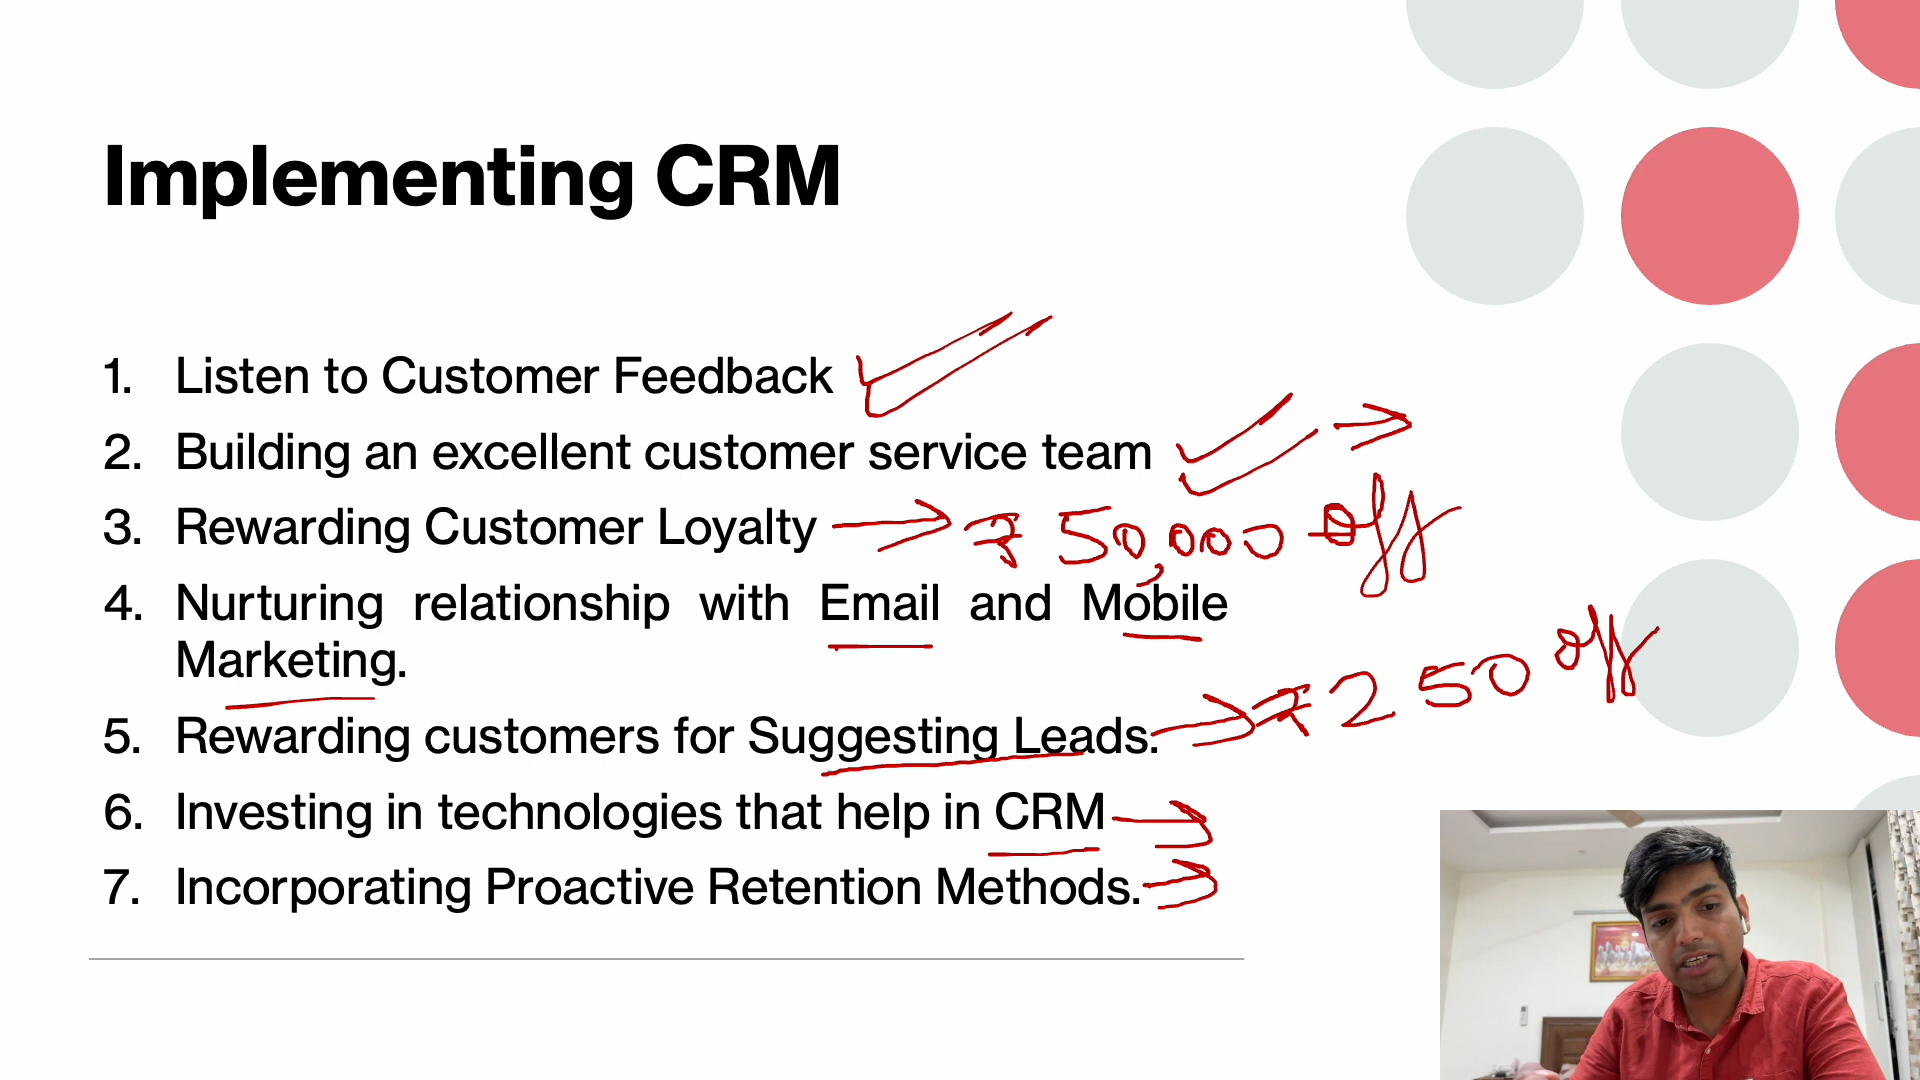 Implementing CRM
1. Listen to Customer Feedback
2. Building an excellent customer service team
3. Rewarding Customer Loyalty ₹ 50,000 off
4. Nurturing relationship with Email and Mobile
Marketing.
5. Rewarding customers for Suggesting Leads. ₹ 250 off
6. Investing in technologies that help in CRM
7. Incorporating Proactive Retention Methods.